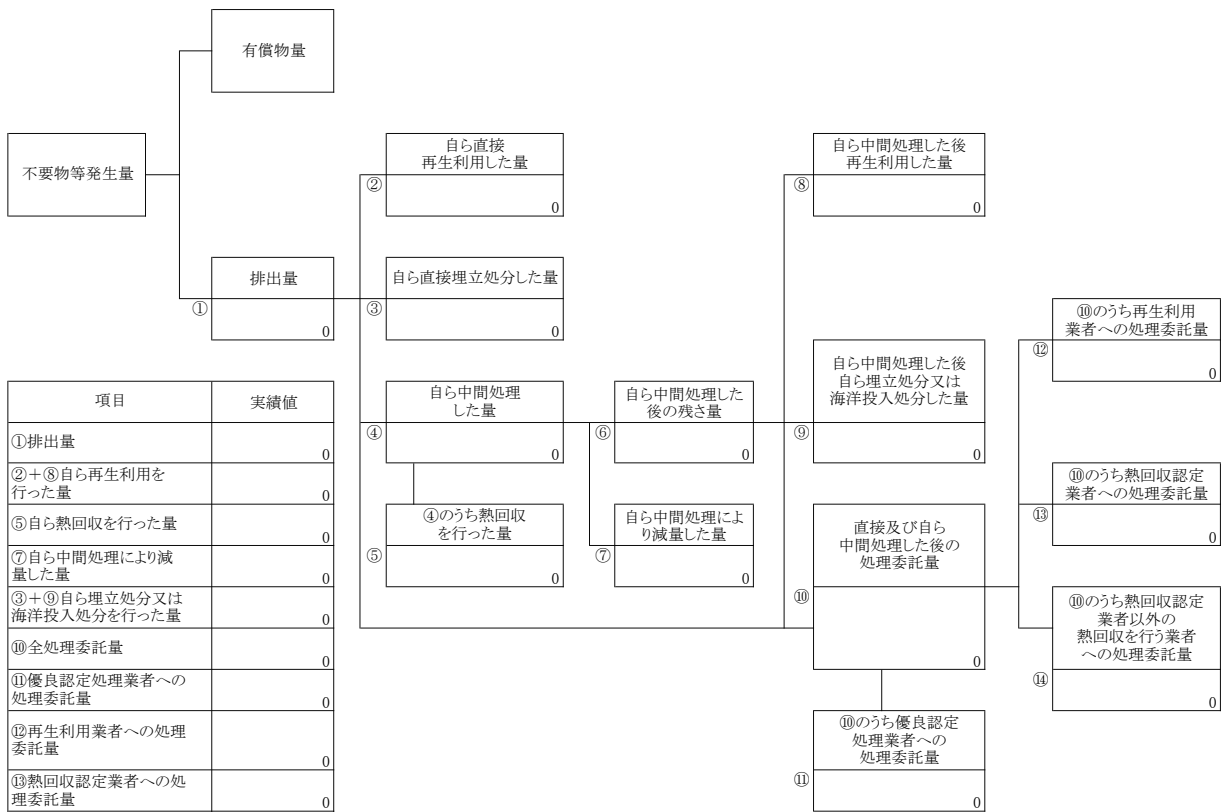 有償物量
不要物等発生量
自ら直接
再生利用した量
②
0
自ら中間処理した後
再生利用した量
⑧
0
排出量
①
0
自ら直接埋立処分した量
③
0
⑩のうち再生利用
業者への処理委託量
⑫
0
自ら中間処理
した量
④
0
自ら中間処理した
後の残さ量
⑥
0
自ら中間処理した後
自ら埋立処分又は
海洋投入処分した量
⑨
0
⑩のうち熱回収認定
業者への処理委託量
⑬
0
④のうち熱回収
を行った量
⑤
0
自ら中間処理によ
り減量した量
⑦
0
直接及び自ら
中間処理した後の
処理委託量
⑩
0
⑩のうち熱回収認定
業者以外の
熱回収を行う業者
への処理委託量
⑭
0
⑩のうち優良認定
処理業者への
処理委託量
⑪
0
項目 実績値
①排出量 0
②＋⑧自ら再生利用を
行った量 0
⑤自ら熱回収を行った量 0
⑦自ら中間処理により減
量した量 0
③＋⑨自ら埋立処分又は
海洋投入処分を行った量 0
⑩全処理委託量 0
⑪優良認定処理業者への
処理委託量 0
⑫再生利用業者への処理
委託量 0
⑬熱回収認定業者への処
理委託量 0